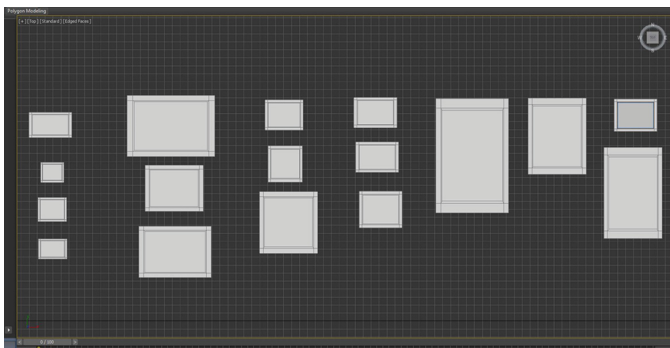 Polygon Modeling
[+] [Top] [Standard] [Edged Faces]
0 / 100